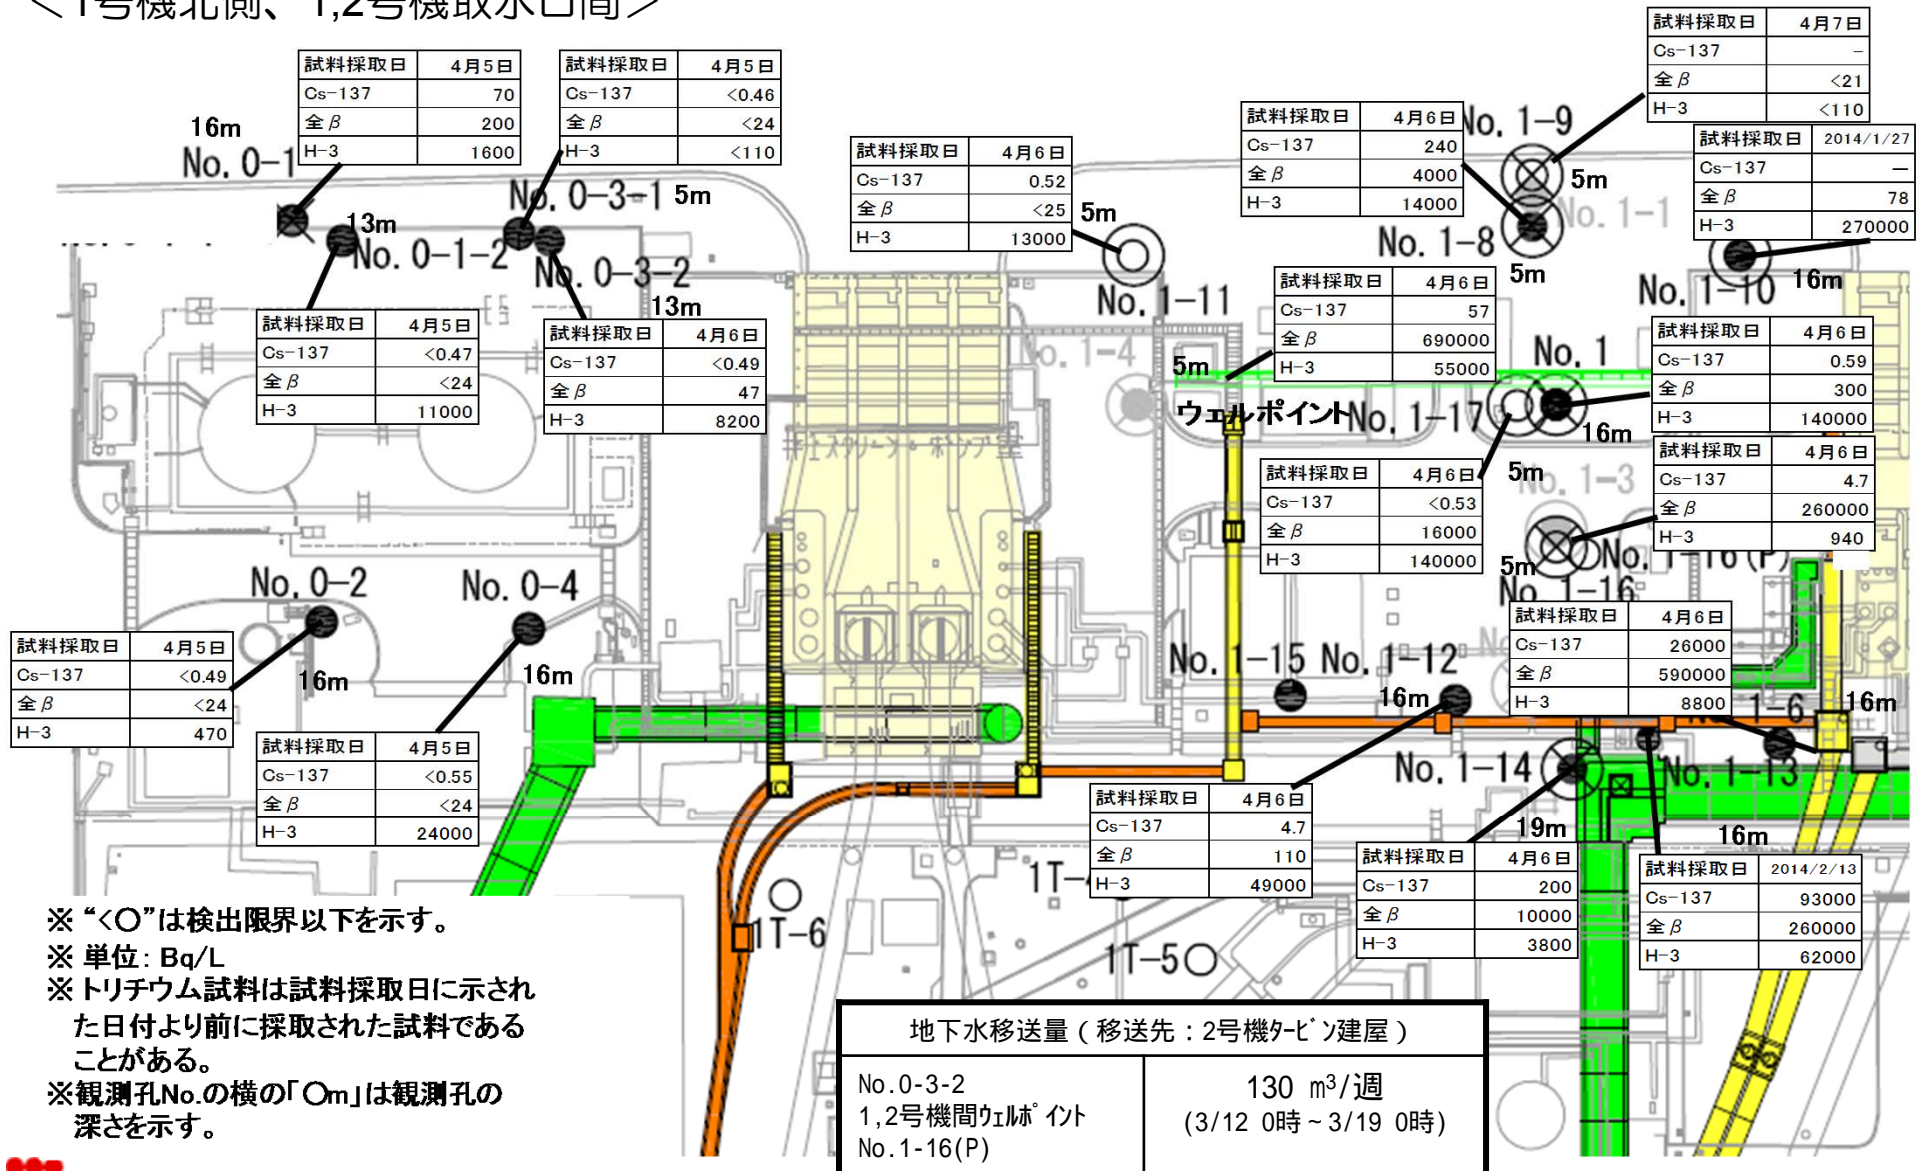 ＜1号機北側、1,2号機取水口間＞
試料採取日 4月5日
Cs-137 70
全β 200
H-3 1600
試料採取日 4月5日
Cs-137 <0.46
全β <24
H-3 <110
試料採取日 4月6日
Cs-137 0.52
全β <25
H-3 13000
試料採取日 4月6日
Cs-137 240
全β 4000
H-3 14000
試料採取日 4月7日
Cs-137 -
全β <21
H-3 <110
試料採取日 2014/1/27
Cs-137 —
全β 78
H-3 270000
16m
No. 0-1
13m
No. 0-1-2
No. 0-3-1 5m
No. 0-3-2
13m
5m
No. 1-11
No. 1-9
5m
No. 1-1
No. 1-8
5m
No. 1-10 16m
試料採取日 4月5日
Cs-137 <0.47
全β <24
H-3 11000
試料採取日 4月6日
Cs-137 <0.49
全β 47
H-3 8200
試料採取日 4月6日
Cs-137 57
全β 690000
H-3 55000
試料採取日 4月6日
Cs-137 0.59
全β 300
H-3 140000
No. 1-4
5m
ウェルポイント
No. 1-17
No. 1
16m
5m
No. 1-3
試料採取日 4月6日
Cs-137 <0.53
全β 16000
H-3 140000
試料採取日 4月6日
Cs-137 4.7
全β 260000
H-3 940
5m
No. 1-16(P)
No. 1-16
No. 0-2
No. 0-4
16m
16m
試料採取日 4月5日
Cs-137 <0.49
全β <24
H-3 470
試料採取日 4月5日
Cs-137 <0.55
全β <24
H-3 24000
No. 1-15
No. 1-12
16m
試料採取日 4月6日
Cs-137 26000
全β 590000
H-3 8800
1-6
16m
No. 1-14
No. 1-13
19m
16m
試料採取日 4月6日
Cs-137 4.7
全β 110
H-3 49000
試料採取日 4月6日
Cs-137 200
全β 10000
H-3 3800
試料採取日 2014/2/13
Cs-137 93000
全β 260000
H-3 62000
1T-6
1T-
1T-5
※ “<〇”は検出限界以下を示す。
※ 単位: Bq/L
※ トリチウム試料は試料採取日に示され
た日付より前に採取された試料である
ことがある。
※観測孔No.の横の「〇m」は観測孔の
深さを示す。
地下水移送量（移送先：2号機ﾀｰﾋﾞﾝ建屋）
No.0-3-2
1,2号機間ｳｪﾙﾎﾟｲﾝﾄ
No.1-16(P)
130 m³/週
(3/12 0時～3/19 0時)